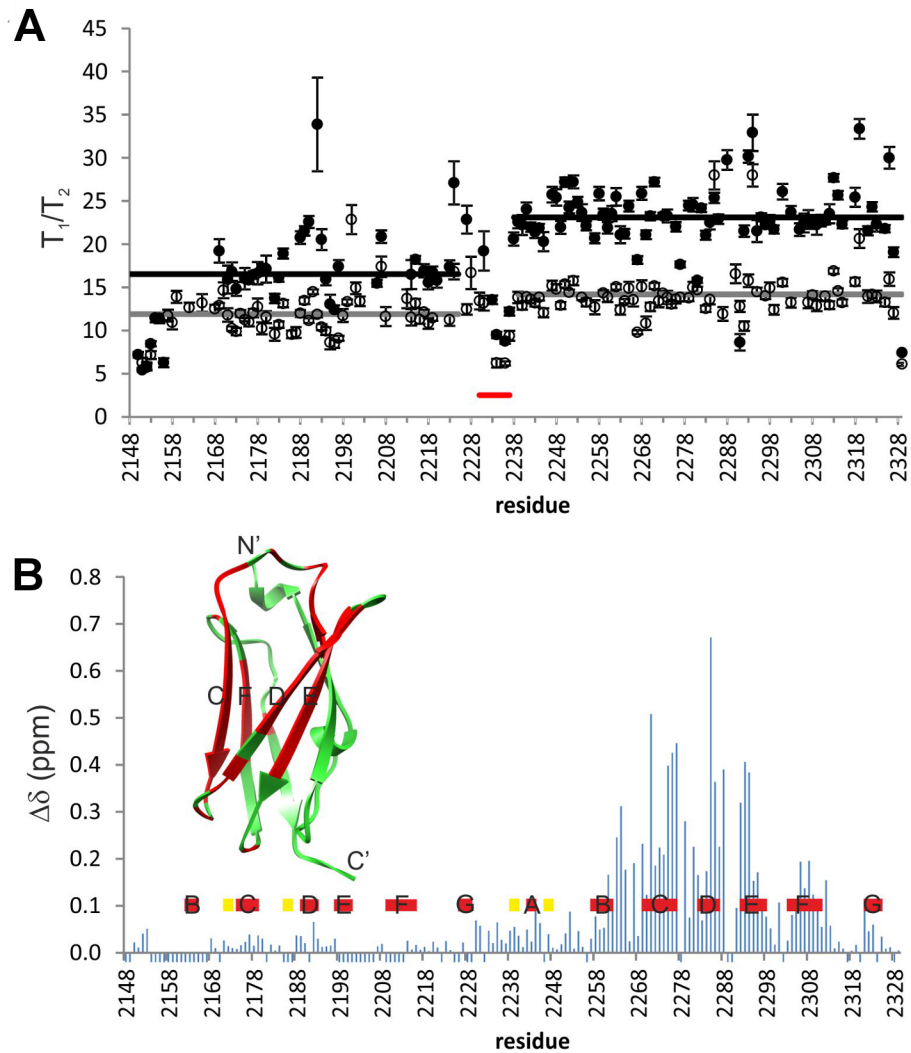 A
45
40
35
30
25
20
15
10
5
0
T1/T2
2148 2158 2168 2178 2188 2198 2208 2218 2228 2238 2248 2258 2268 2278 2288 2298 2308 2318 2328
residue
B
0.8
0.7
0.6
0.5
0.4
0.3
0.2
0.1
0.0
Δδ (ppm)
N'
C F D E
C'
B C D E F G A B C D E F G
2148 2158 2168 2178 2188 2198 2208 2218 2228 2238 2248 2258 2268 2278 2288 2298 2308 2318 2328
residue